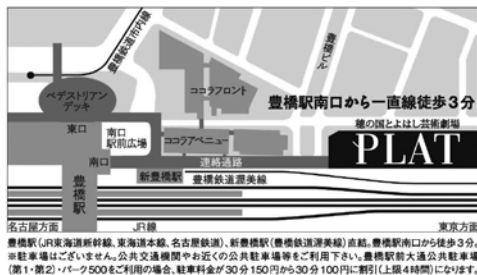 豊橋鉄道市内線
豊橋ビル
ココラフロント
ペデストリアン
デッキ
豊橋駅南口から一直線徒歩3分
穂の国とよはし芸術劇場
PLAT
東口
南口
駅前広場
ココラアベニュー
南口
連絡通路
新豊橋駅
豊橋鉄道渥美線
豊橋駅
名古屋方面
JR線
東京方面
豊橋駅(JR東海道新幹線、東海道本線、名古屋鉄道)、新豊橋駅(豊橋鉄道渥美線)直結。豊橋駅南口から徒歩3分。
※駐車場はございません。公共交通機関やお近くの公共駐車場等をご利用下さい。豊橋駅前大通公共駐車場
(第1・第2)・パーク500をご利用の場合、駐車料金が30分150円から30分100円に割引(上限4時間)になります。